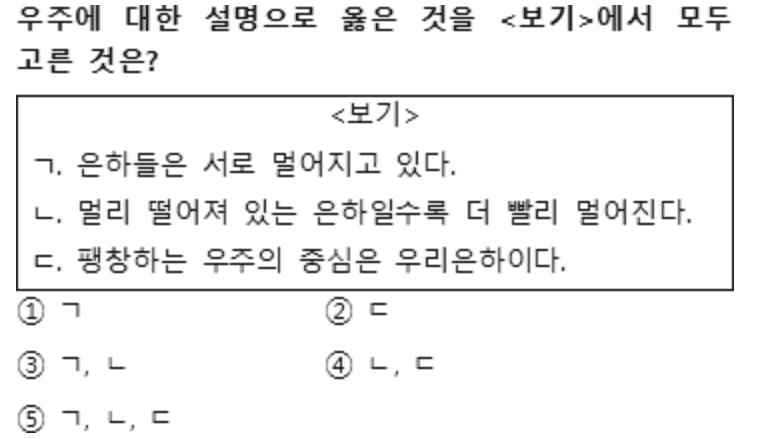 우주에 대한 설명으로 옳은 것을 <보기>에서 모두
고른 것은?
<보기>
ㄱ. 은하들은 서로 멀어지고 있다.
ㄴ. 멀리 떨어져 있는 은하일수록 더 빨리 멀어진다.
ㄷ. 팽창하는 우주의 중심은 우리은하이다.
① ㄱ ② ㄷ
③ ㄱ, ㄴ ④ ㄴ, ㄷ
⑤ ㄱ, ㄴ, ㄷ